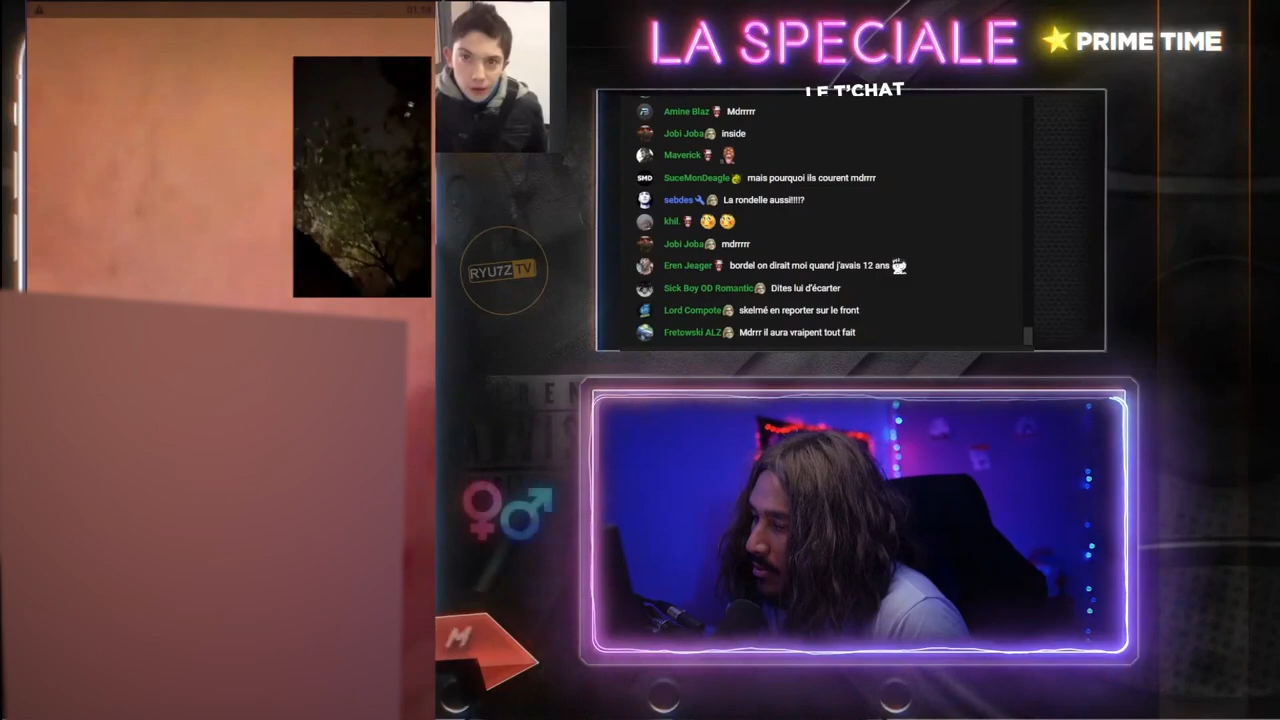 01:18
LA SPECIALE
PRIME TIME
LE T'CHAT
Amine Blaz Mdrrrr
Jobi Joba inside
Maverick
SMD SuceMonDeagle mais pourquoi ils courent mdrrrr
sebdes La rondelle aussi!!!!?
khil.
Jobi Joba mdrrrrr
Eren Jeager bordel on dirait moi quand j'avais 12 ans
Sick Boy OD Romantic Dites lui d'écarter
Lord Compote skelmé en reporter sur le front
Fretowski ALZ Mdrrr il aura vraipent tout fait
RYU7Z TV
M